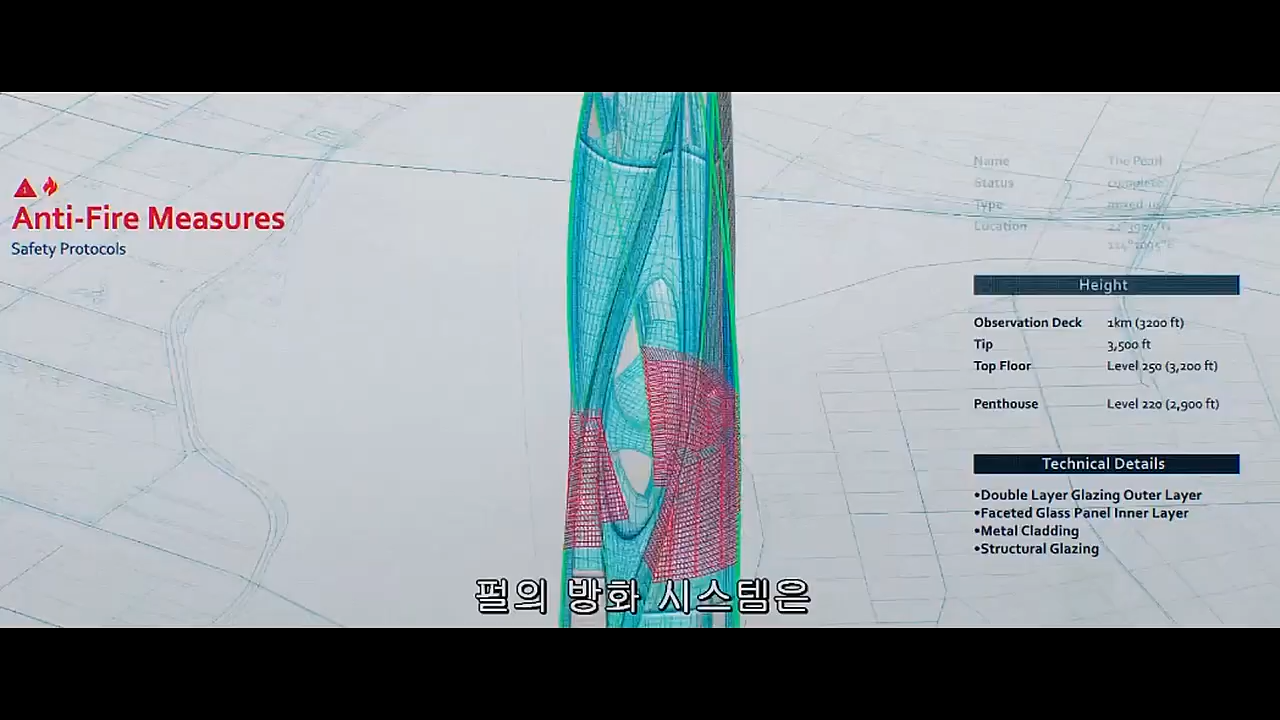 Anti-Fire Measures
Safety Protocols
Name The Pearl
Status complete
Type mixed use
Location
Height
Observation Deck 1km (3200 ft)
Tip 3,500 ft
Top Floor Level 250 (3,200 ft)
Penthouse Level 220 (2,900 ft)
Technical Details
•Double Layer Glazing Outer Layer
•Faceted Glass Panel Inner Layer
•Metal Cladding
•Structural Glazing
펄의 방화 시스템은